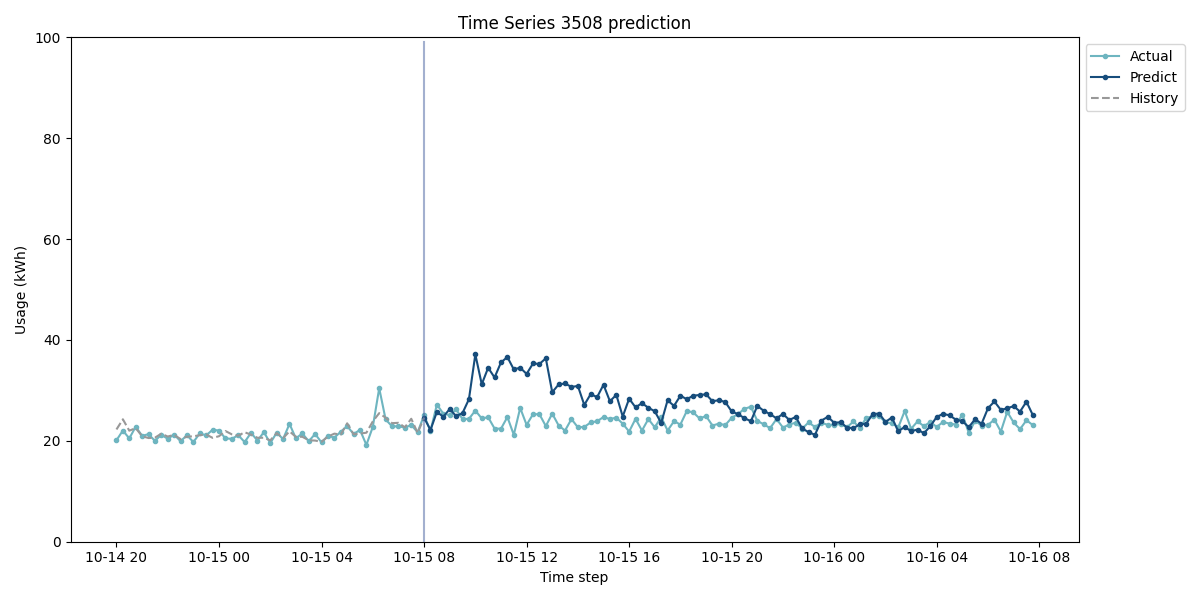 Time Series 3508 prediction
100
80
60
40
20
0
Usage (kWh)
10-14 20
10-15 00
10-15 04
10-15 08
10-15 12
10-15 16
10-15 20
10-16 00
10-16 04
10-16 08
Time step
Actual
Predict
History